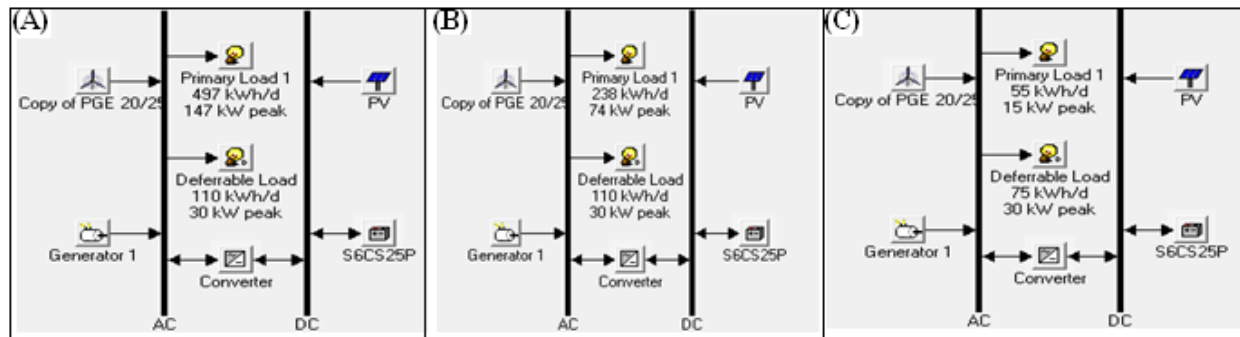 (A)
Primary Load 1
497 kWh/d
147 kW peak
Copy of PGE 20/25
PV
Deferrable Load
110 kWh/d
30 kW peak
Generator 1
S6CS25P
Converter
AC
DC
(B)
Primary Load 1
238 kWh/d
74 kW peak
Copy of PGE 20/25
PV
Deferrable Load
110 kWh/d
30 kW peak
Generator 1
S6CS25P
Converter
AC
DC
(C)
Primary Load 1
55 kWh/d
15 kW peak
Copy of PGE 20/25
PV
Deferrable Load
75 kWh/d
30 kW peak
Generator 1
S6CS25P
Converter
AC
DC